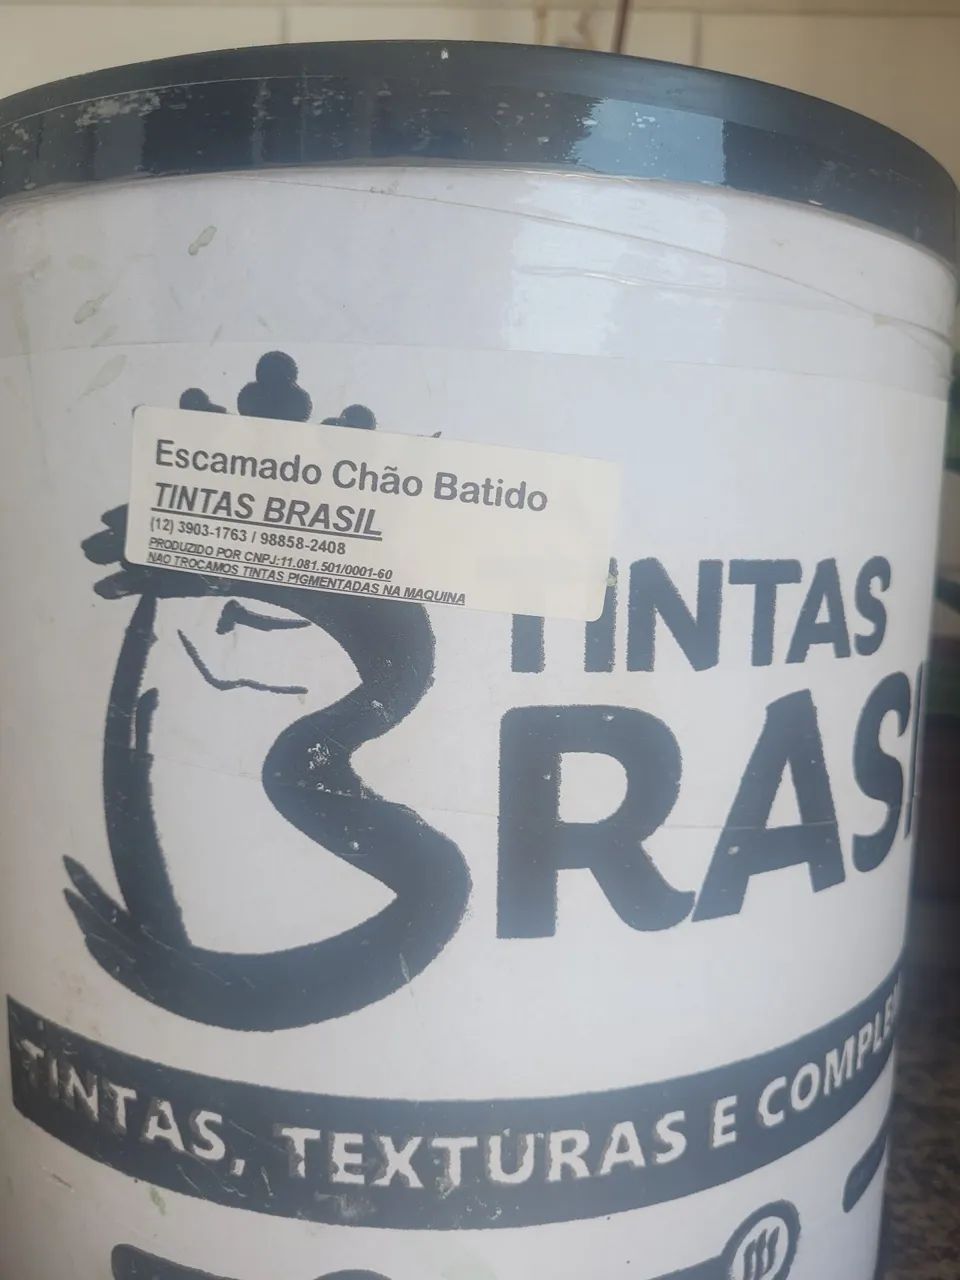 Escamado Chão Batido
TINTAS BRASIL
(12) 3903-1763 / 98858-2408
PRODUZIDO POR CNPJ:11.081.501/0001-60
NAO TROCAMOS TINTAS PIGMENTADAS NA MAQUINA
TINTAS
BRASI
TINTAS, TEXTURAS E COMPLE